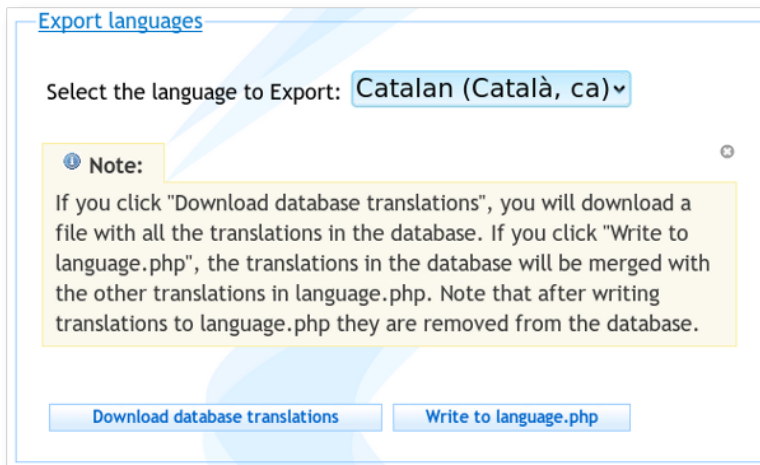 Export languages
Select the language to Export: Catalan (Català, ca)
Note:
If you click "Download database translations", you will download a
file with all the translations in the database. If you click "Write to
language.php", the translations in the database will be merged with
the other translations in language.php. Note that after writing
translations to language.php they are removed from the database.
Download database translations Write to language.php